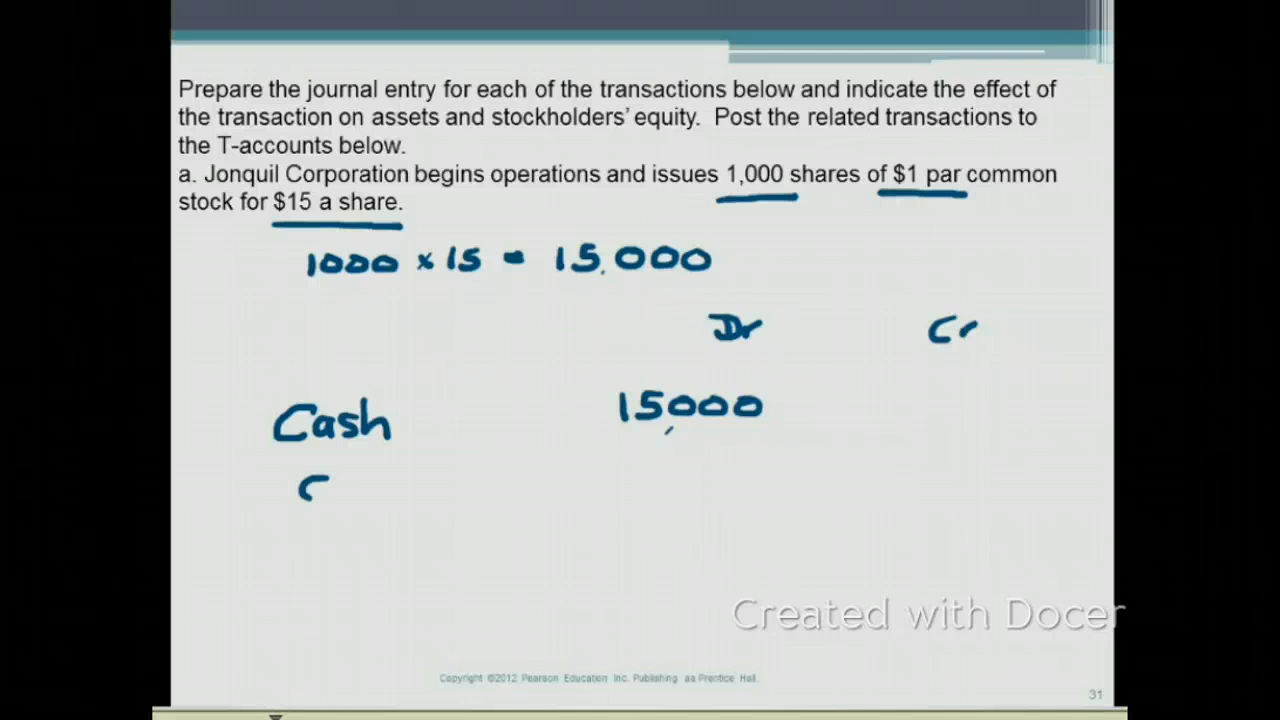 Prepare the journal entry for each of the transactions below and indicate the effect of
the transaction on assets and stockholders' equity. Post the related transactions to
the T-accounts below.
a. Jonquil Corporation begins operations and issues 1,000 shares of $1 par common
stock for $15 a share.
1000 × 15 = 15,000
Dr Cr
Cash 15,000
C
Created with Docer
Copyright ©2012 Pearson Education Inc. Publishing as Prentice Hall.
31